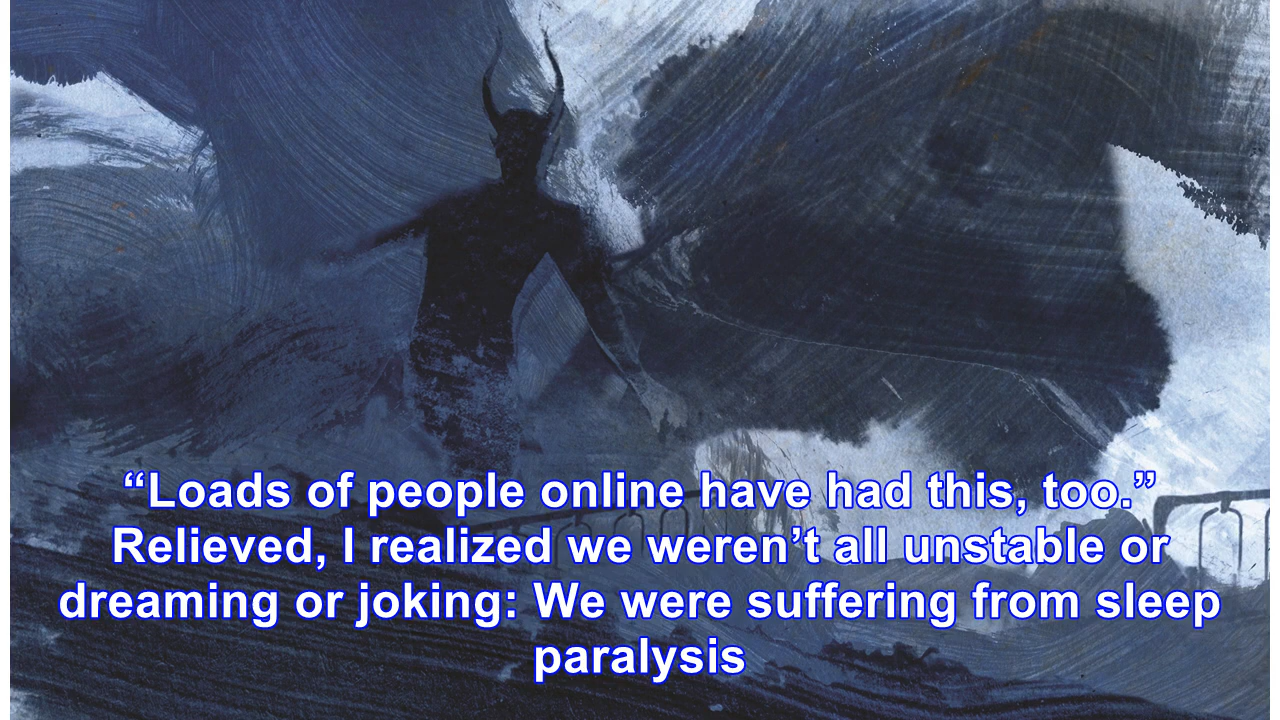 “Loads of people online have had this, too.”
Relieved, I realized we weren’t all unstable or
dreaming or joking: We were suffering from sleep
paralysis